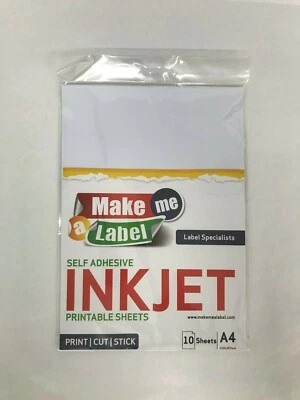 Make me
a Label
Label Specialists
SELF ADHESIVE
INKJET
PRINTABLE SHEETS
www.makemealabel.com
PRINT | CUT | STICK
10 Sheets A4